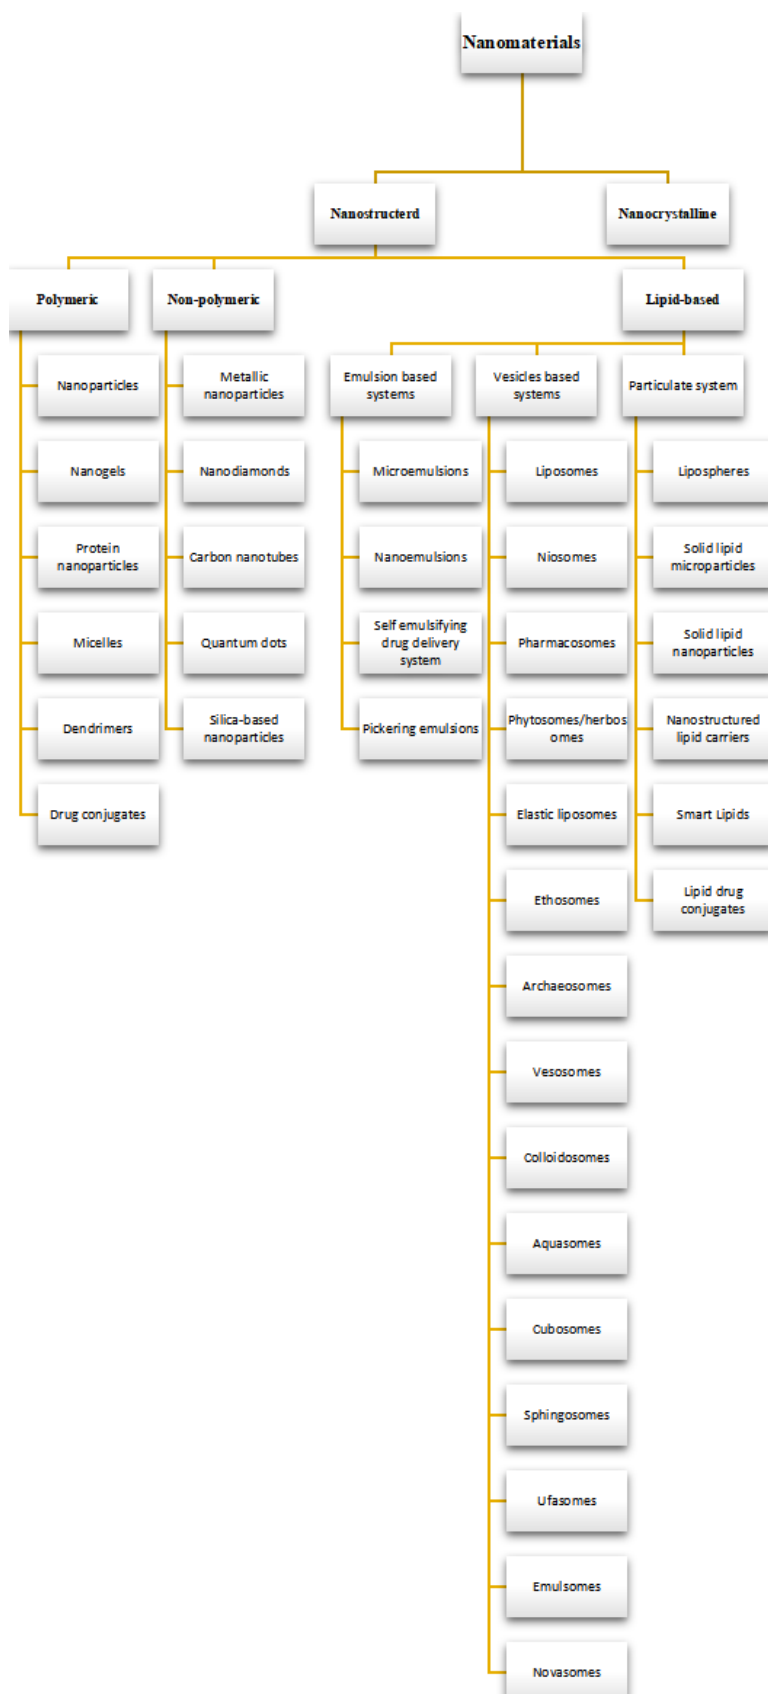 Nanomaterials
Nanostructerd
Nanocrystalline
Polymeric
Non-polymeric
Lipid-based
Nanoparticles
Nanogels
Protein
nanoparticles
Micelles
Dendrimers
Drug conjugates
Metallic
nanoparticles
Nanodiamonds
Carbon nanotubes
Quantum dots
Silica-based
nanoparticles
Emulsion based
systems
Microemulsions
Nanoemulsions
Self emulsifying
drug delivery
system
Pickering emulsions
Vesicles based
systems
Liposomes
Niosomes
Pharmacosomes
Phytosomes/herbos
omes
Elastic liposomes
Ethosomes
Archaeosomes
Vesosomes
Colloidosomes
Aquasomes
Cubosomes
Sphingosomes
Ufasomes
Emulsomes
Novasomes
Particulate system
Lipospheres
Solid lipid
microparticles
Solid lipid
nanoparticles
Nanostructured
lipid carriers
Smart Lipids
Lipid drug
conjugates